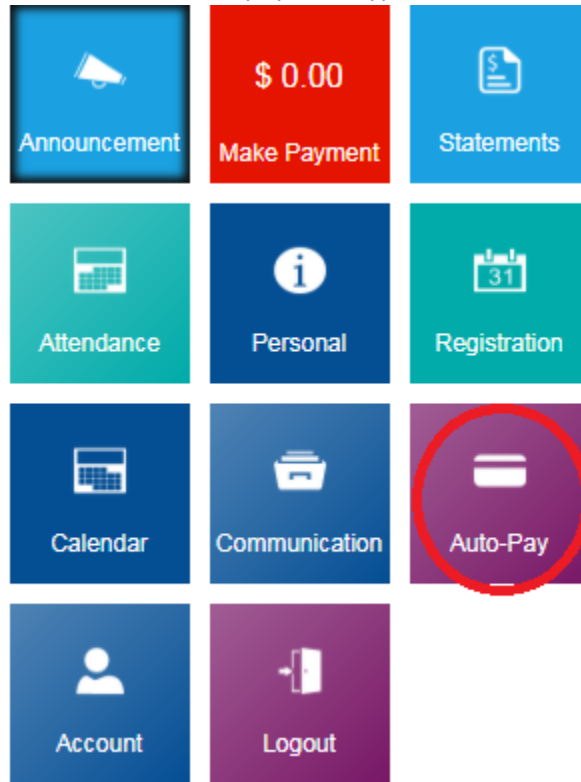 Announcement
$ 0.00
Make Payment
$
Statements
Attendance
i
Personal
31
Registration
Calendar
Communication
Auto-Pay
Account
Logout